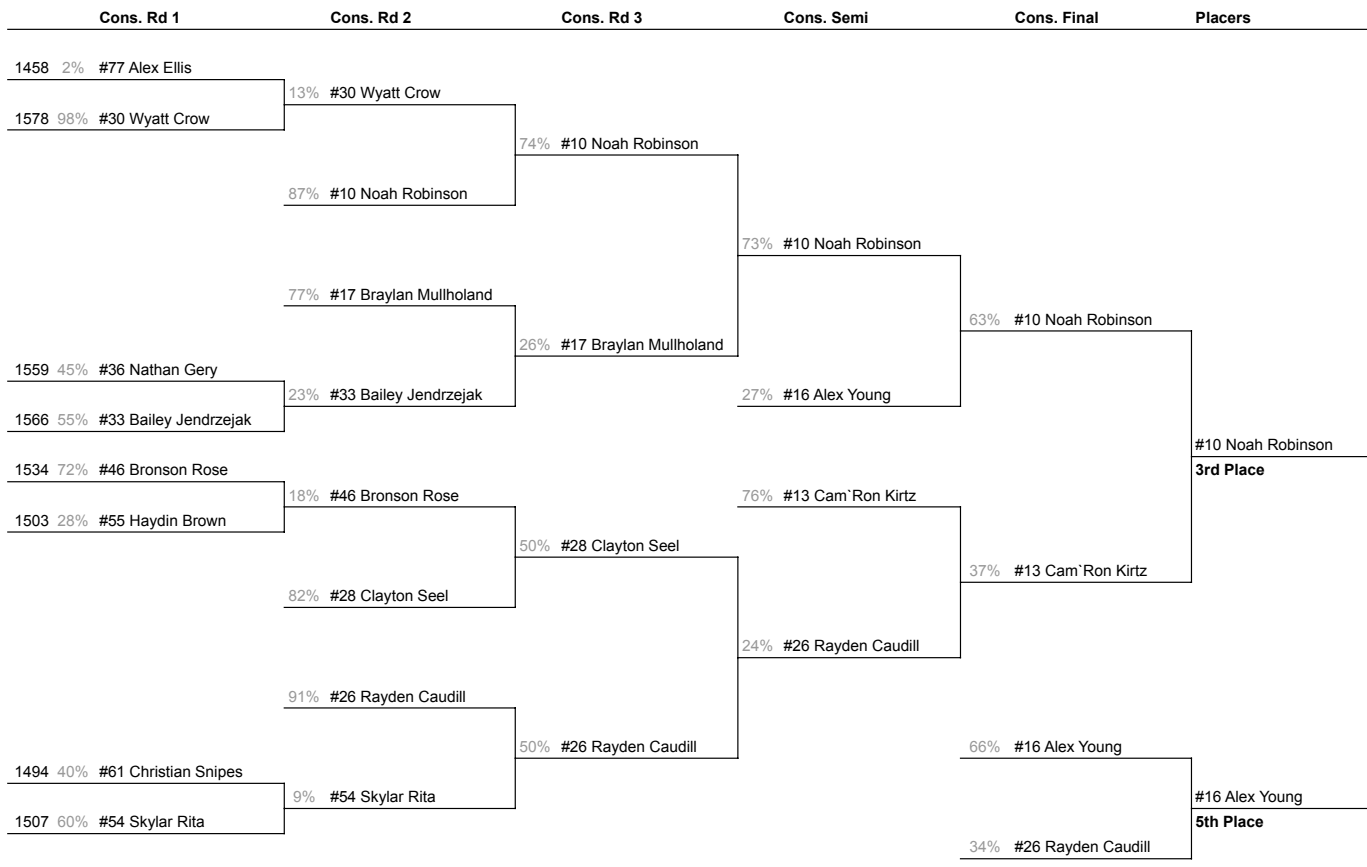 Cons. Rd 1 Cons. Rd 2 Cons. Rd 3 Cons. Semi Cons. Final Placers
1458 2% #77 Alex Ellis
13% #30 Wyatt Crow
1578 98% #30 Wyatt Crow
74% #10 Noah Robinson
87% #10 Noah Robinson
73% #10 Noah Robinson
77% #17 Braylan Mullholand
63% #10 Noah Robinson
26% #17 Braylan Mullholand
1559 45% #36 Nathan Gery
23% #33 Bailey Jendrzejak 27% #16 Alex Young
1566 55% #33 Bailey Jendrzejak
#10 Noah Robinson
1534 72% #46 Bronson Rose 3rd Place
18% #46 Bronson Rose 76% #13 Cam`Ron Kirtz
1503 28% #55 Haydin Brown
50% #28 Clayton Seel
37% #13 Cam`Ron Kirtz
82% #28 Clayton Seel
24% #26 Rayden Caudill
91% #26 Rayden Caudill
50% #26 Rayden Caudill 66% #16 Alex Young
1494 40% #61 Christian Snipes
9% #54 Skylar Rita #16 Alex Young
1507 60% #54 Skylar Rita 5th Place
34% #26 Rayden Caudill